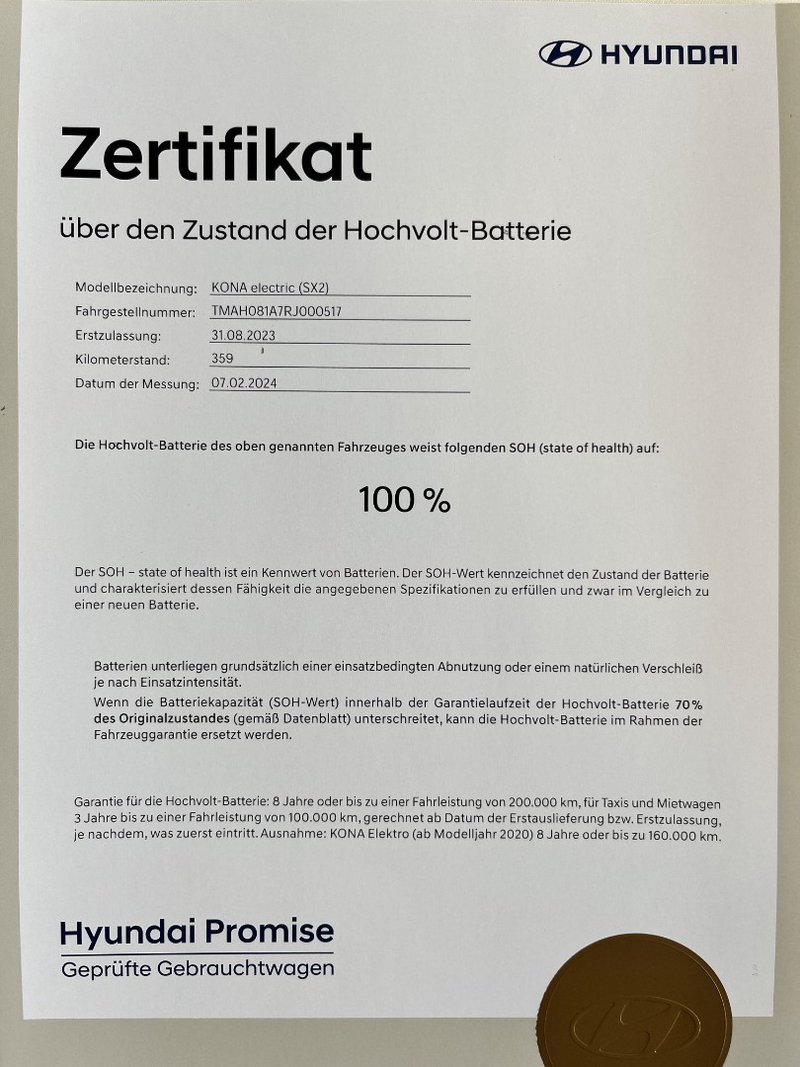 HYUNDAI
Zertifikat
über den Zustand der Hochvolt-Batterie
Modellbezeichnung: KONA electric (SX2)
Fahrgestellnummer: TMAH081A7RJ000517
Erstzulassung: 31.08.2023
Kilometerstand: 359
Datum der Messung: 07.02.2024
Die Hochvolt-Batterie des oben genannten Fahrzeuges weist folgenden SOH (state of health) auf:
100 %
Der SOH – state of health ist ein Kennwert von Batterien. Der SOH-Wert kennzeichnet den Zustand der Batterie
und charakterisiert dessen Fähigkeit die angegebenen Spezifikationen zu erfüllen und zwar im Vergleich zu
einer neuen Batterie.
Batterien unterliegen grundsätzlich einer einsatzbedingten Abnutzung oder einem natürlichen Verschleiß
je nach Einsatzintensität.
Wenn die Batteriekapazität (SOH-Wert) innerhalb der Garantielaufzeit der Hochvolt-Batterie 70%
des Originalzustandes (gemäß Datenblatt) unterschreitet, kann die Hochvolt-Batterie im Rahmen der
Fahrzeuggarantie ersetzt werden.
Garantie für die Hochvolt-Batterie: 8 Jahre oder bis zu einer Fahrleistung von 200.000 km, für Taxis und Mietwagen
3 Jahre bis zu einer Fahrleistung von 100.000 km, gerechnet ab Datum der Erstauslieferung bzw. Erstzulassung,
je nachdem, was zuerst eintritt. Ausnahme: KONA Elektro (ab Modelljahr 2020) 8 Jahre oder bis zu 160.000 km.
Hyundai Promise
Geprüfte Gebrauchtwagen